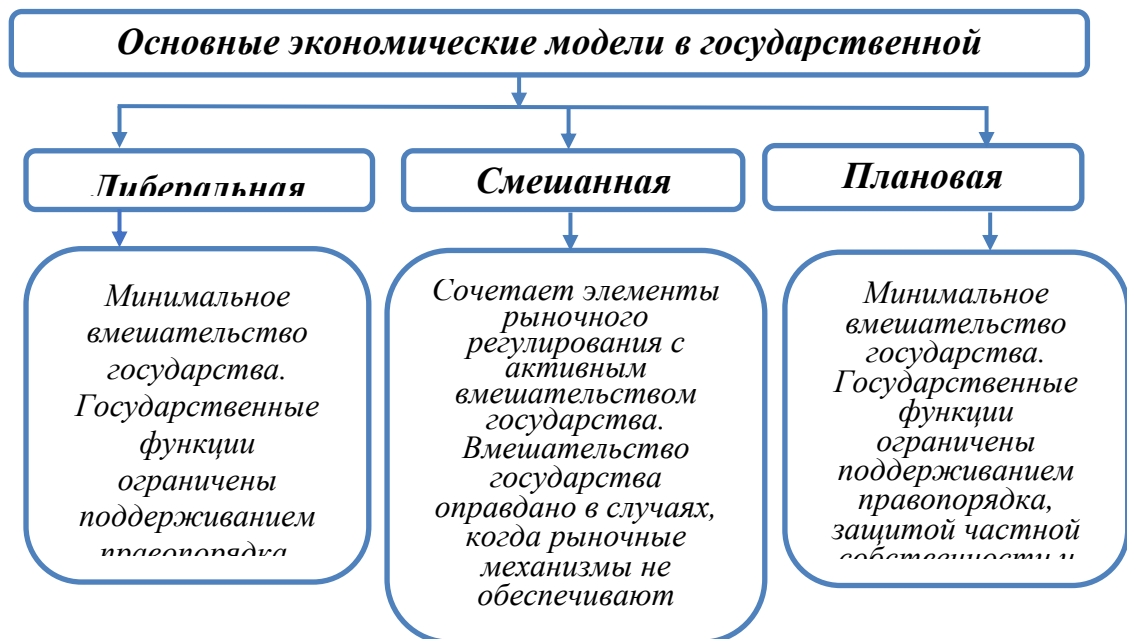 Основные экономические модели в государственной
Либеральная
Смешанная
Плановая
Минимальное
вмешательство
государства.
Государственные
функции
ограничены
поддерживанием
правопорядка,
Сочетает элементы
рыночного
регулирования с
активным
вмешательством
государства.
Вмешательство
государства
оправдано в случаях,
когда рыночные
механизмы не
обеспечивают
Минимальное
вмешательство
государства.
Государственные
функции
ограничены
поддерживанием
правопорядка,
защитой частной
собственности и